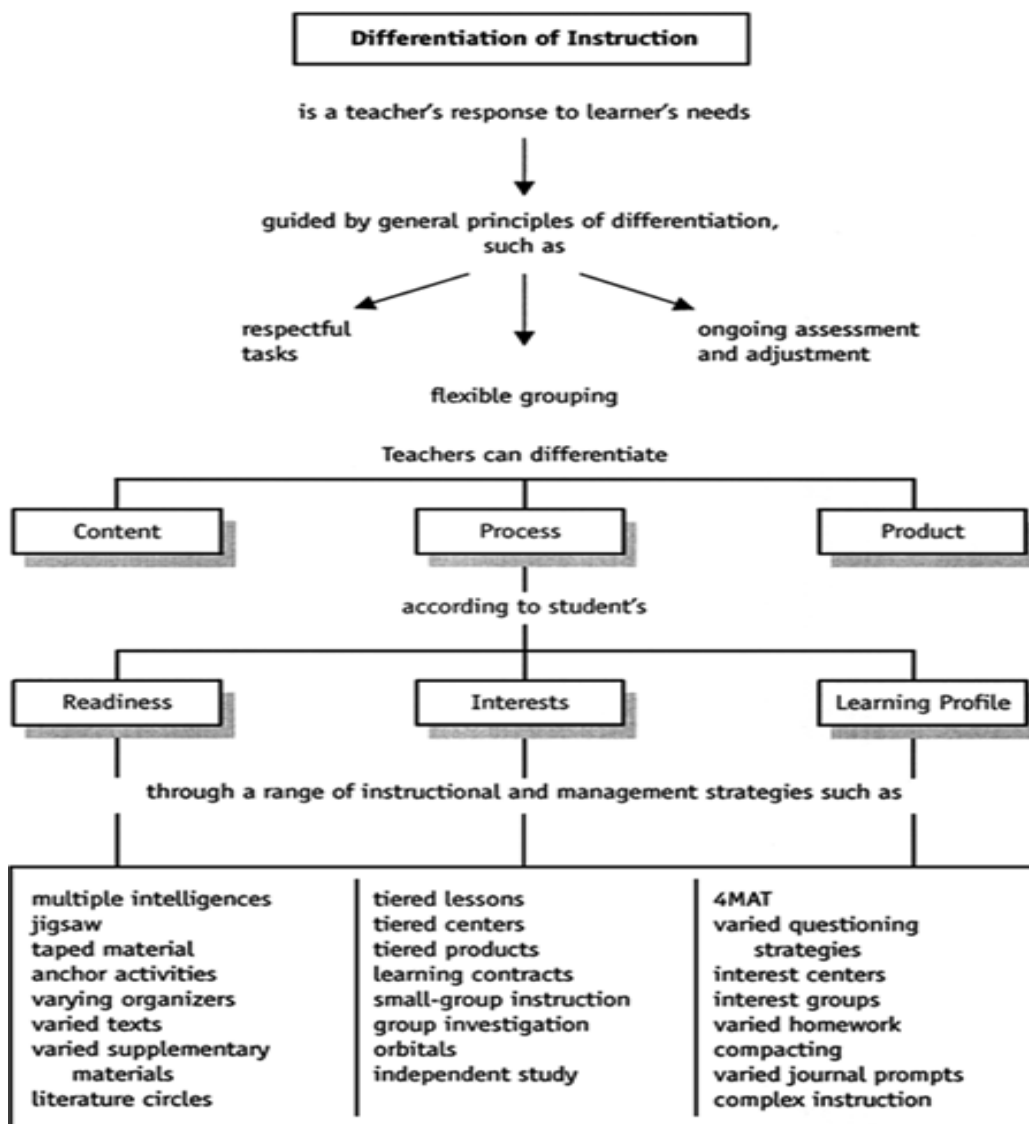 Differentiation of Instruction
is a teacher's response to learner's needs
guided by general principles of differentiation,
such as
respectful
tasks
ongoing assessment
and adjustment
flexible grouping
Teachers can differentiate
Content
Process
Product
according to student's
Readiness
Interests
Learning Profile
through a range of instructional and management strategies such as
multiple intelligences
jigsaw
taped material
anchor activities
varying organizers
varied texts
varied supplementary
materials
literature circles
tiered lessons
tiered centers
tiered products
learning contracts
small-group instruction
group investigation
orbitals
independent study
4MAT
varied questioning
strategies
interest centers
interest groups
varied homework
compacting
varied journal prompts
complex instruction